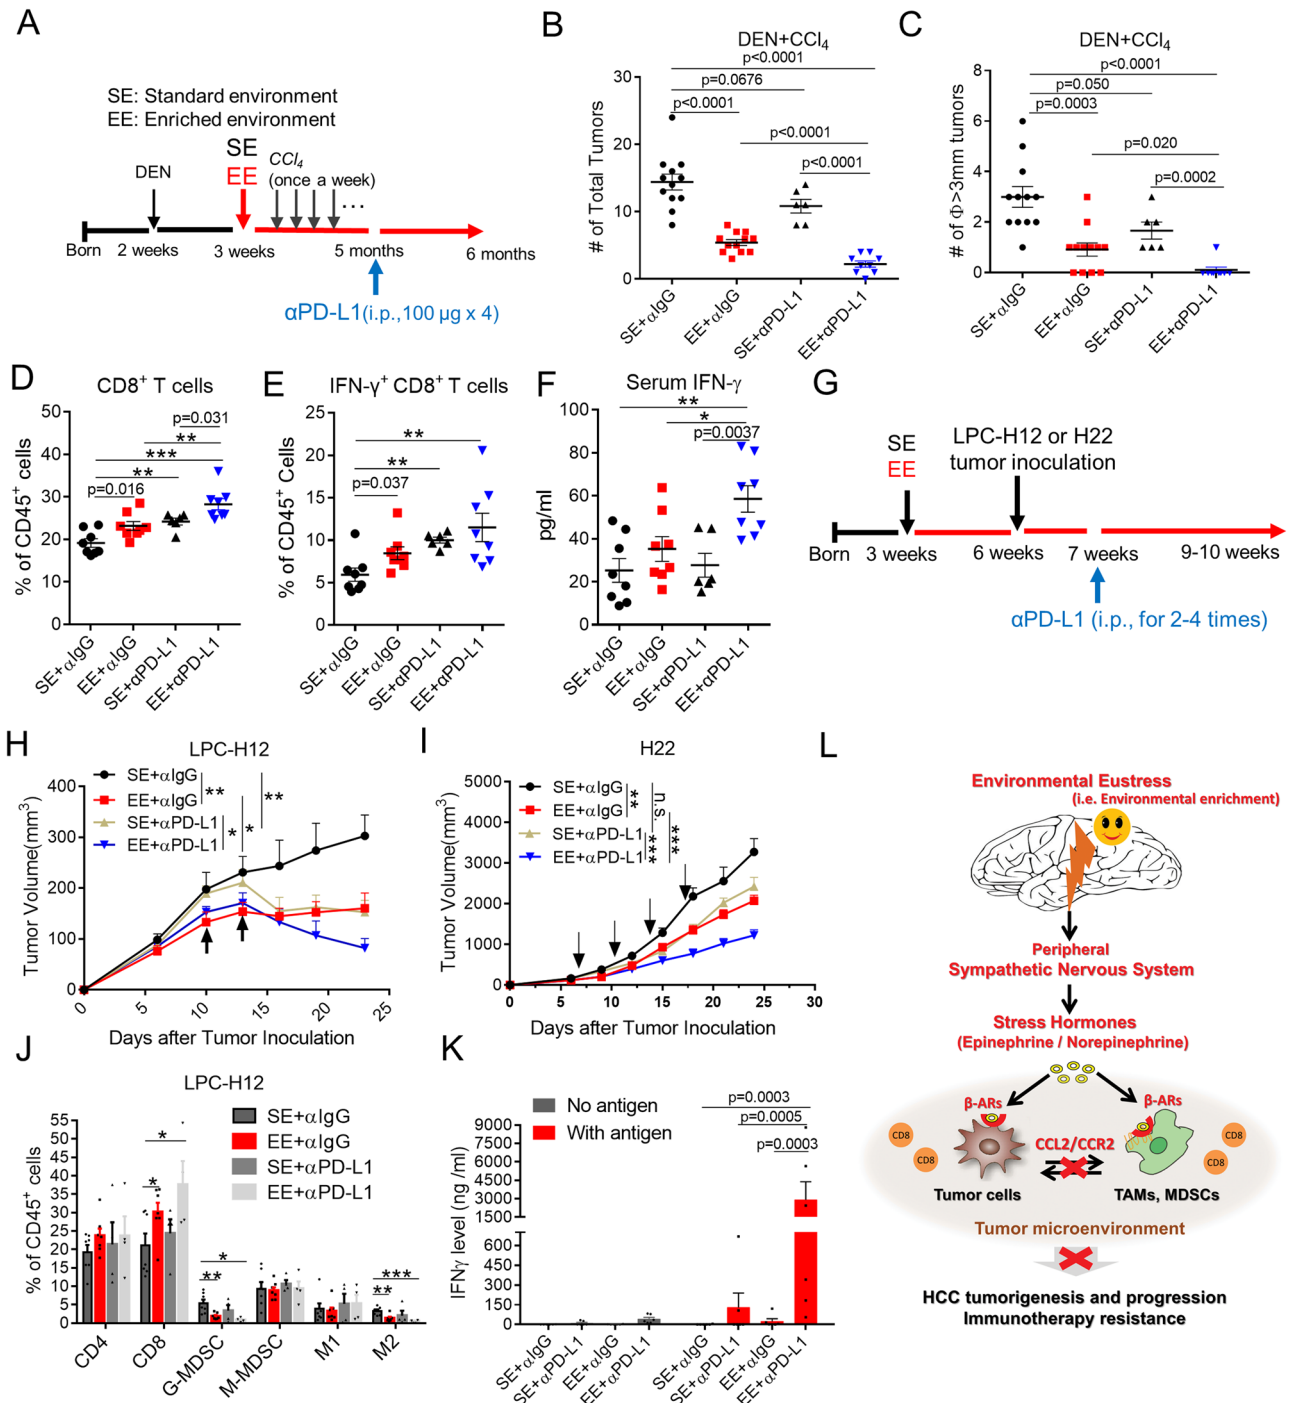 A
SE: Standard environment
EE: Enriched environment
SE
EE
DEN
CCl₄
(once a week)
...
Born
2 weeks
3 weeks
5 months
6 months
αPD-L1(i.p.,100 µg x 4)
B
DEN+CCl₄
p<0.0001
p=0.0676
p<0.0001
p<0.0001
p<0.0001
# of Total Tumors
30
20
10
0
SE+αIgG
EE+αIgG
SE+αPD-L1
EE+αPD-L1
C
DEN+CCl₄
p<0.0001
p=0.050
p=0.0003
p=0.020
p=0.0002
# of Φ>3mm tumors
8
6
4
2
0
SE+αIgG
EE+αIgG
SE+αPD-L1
EE+αPD-L1
D
CD8⁺ T cells
p=0.031
**
***
**
p=0.016
% of CD45⁺ cells
50
40
30
20
10
0
SE+αIgG
EE+αIgG
SE+αPD-L1
EE+αPD-L1
E
IFN-γ⁺ CD8⁺ T cells
**
**
p=0.037
% of CD45⁺ Cells
25
20
15
10
5
0
SE+αIgG
EE+αIgG
SE+αPD-L1
EE+αPD-L1
F
Serum IFN-γ
**
*
p=0.0037
pg/ml
100
80
60
40
20
0
SE+αIgG
EE+αIgG
SE+αPD-L1
EE+αPD-L1
G
SE
EE
LPC-H12 or H22
tumor inoculation
Born
3 weeks
6 weeks
7 weeks
9-10 weeks
αPD-L1 (i.p., for 2-4 times)
H
LPC-H12
SE+αIgG
EE+αIgG
SE+αPD-L1
EE+αPD-L1
**
*
*
**
Tumor Volume(mm³)
400
300
200
100
0
0
5
10
15
20
25
Days after Tumor Inoculation
I
H22
SE+αIgG
EE+αIgG
SE+αPD-L1
EE+αPD-L1
**
***
n.s.
***
Tumor Volume(mm³)
5000
4000
3000
2000
1000
0
0
5
10
15
20
25
30
Days after Tumor Inoculation
J
LPC-H12
SE+αIgG
EE+αIgG
SE+αPD-L1
EE+αPD-L1
*
*
*
**
***
**
% of CD45⁺ cells
55
50
45
40
35
30
25
20
15
10
5
0
CD4
CD8
G-MDSC
M-MDSC
M1
M2
K
No antigen
With antigen
p=0.0003
p=0.0005
p=0.0003
IFNγ level (ng /ml)
9000
7500
6000
4500
3000
1500
600
450
300
150
0
SE+αIgG
SE+αPD-L1
EE+αIgG
EE+αPD-L1
SE+αIgG
SE+αPD-L1
EE+αIgG
EE+αPD-L1
L
Environmental Eustress
(i.e. Environmental enrichment)
Peripheral
Sympathetic Nervous System
Stress Hormones
(Epinephrine / Norepinephrine)
β-ARs
β-ARs
CD8
CD8
CD8
CD8
CCL2/CCR2
Tumor cells
TAMs, MDSCs
Tumor microenvironment
HCC tumorigenesis and progression
Immunotherapy resistance